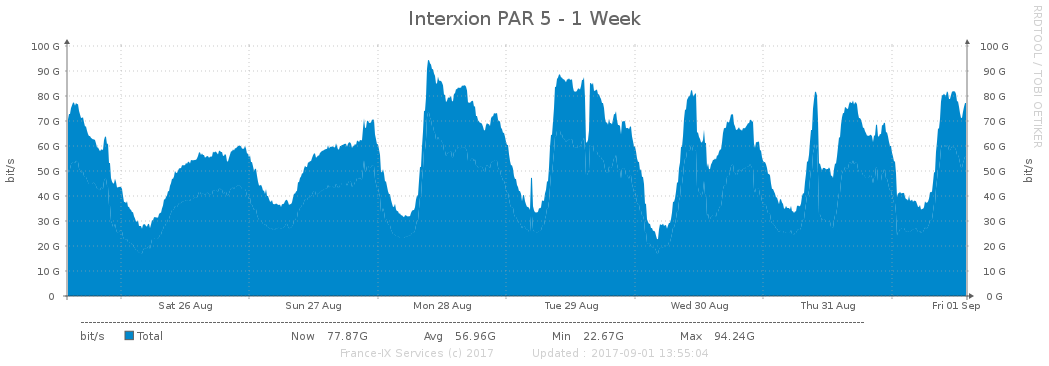 Interxion PAR 5 - 1 Week
RRDTOOL / TOBI OETIKER
100 G 100 G
90 G 90 G
80 G 80 G
70 G 70 G
60 G 60 G
50 G 50 G
40 G 40 G
30 G 30 G
20 G 20 G
10 G 10 G
0 0 G
bit/s bit/s
Sat 26 Aug Sun 27 Aug Mon 28 Aug Tue 29 Aug Wed 30 Aug Thu 31 Aug Fri 01 Sep
bit/s Total Now 77.87G Avg 56.96G Min 22.67G Max 94.24G
France-IX Services (c) 2017 Updated : 2017-09-01 13:55:04